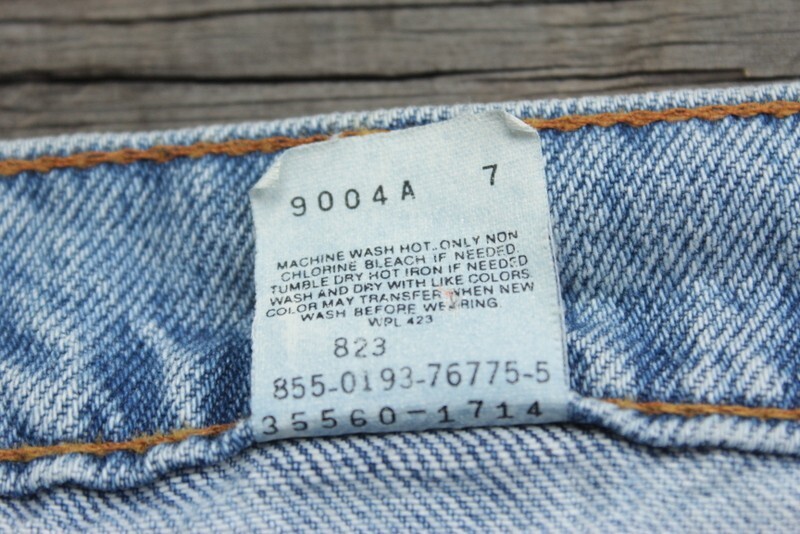 9004A 7
MACHINE WASH HOT..ONLY NON
CHLORINE BLEACH IF NEEDED.
TUMBLE DRY HOT IRON IF NEEDED
WASH AND DRY WITH LIKE COLORS.
COLOR MAY TRANSFER WHEN NEW
WASH BEFORE WEARING.
WPL 423
823
855-0193-76775-5
35560-1714